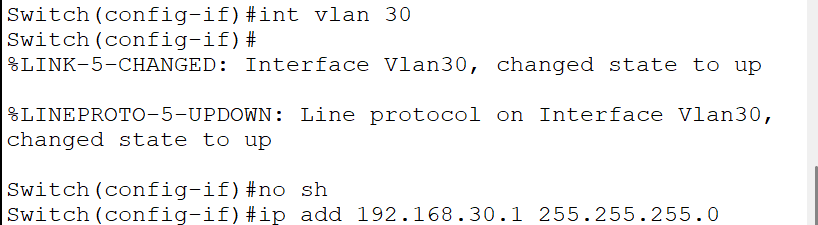 Switch(config-if)#int vlan 30
Switch(config-if)#
%LINK-5-CHANGED: Interface Vlan30, changed state to up
%LINEPROTO-5-UPDOWN: Line protocol on Interface Vlan30,
changed state to up
Switch(config-if)#no sh
Switch(config-if)#ip add 192.168.30.1 255.255.255.0